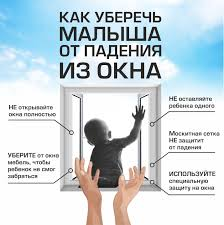 КАК УБЕРЕЧЬ
МАЛЫША
ОТ ПАДЕНИЯ
ИЗ ОКНА
НЕ открывайте
окна полностью
УБЕРИТЕ от окна
мебель, чтобы
ребенок не смог
забраться
НЕ оставляйте
ребенка одного
Москитная сетка
НЕ защитит
от падения
ИСПОЛЬЗУЙТЕ
специальную
защиту на окна